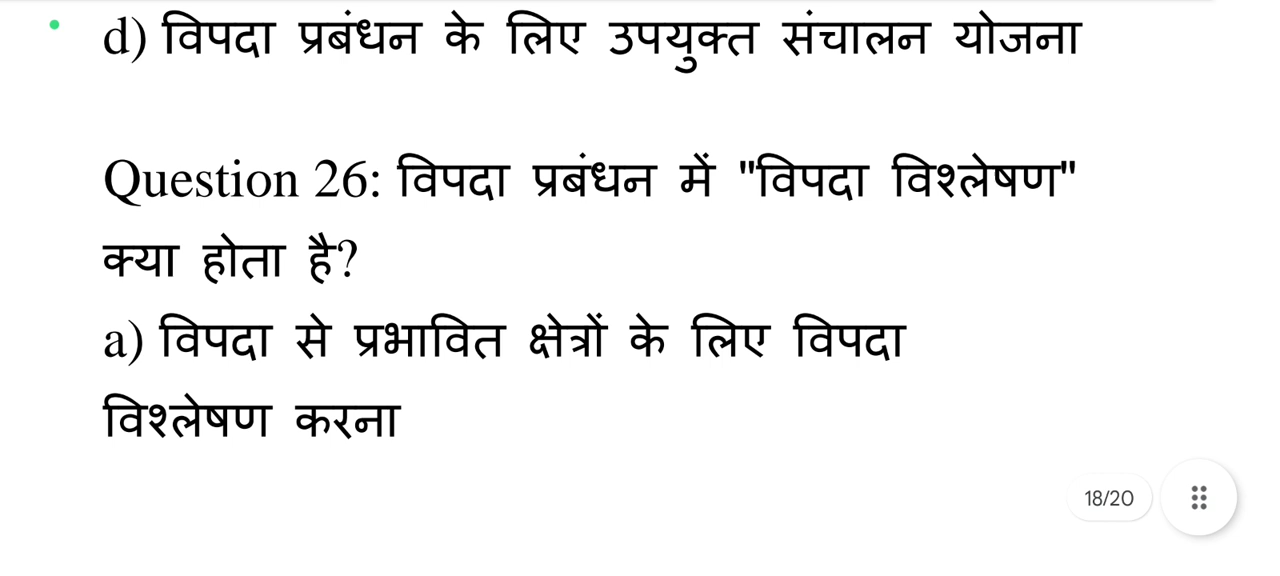 d) विपदा प्रबंधन के लिए उपयुक्त संचालन योजना
Question 26: विपदा प्रबंधन में "विपदा विश्लेषण"
क्या होता है?
a) विपदा से प्रभावित क्षेत्रों के लिए विपदा
विश्लेषण करना
18/20